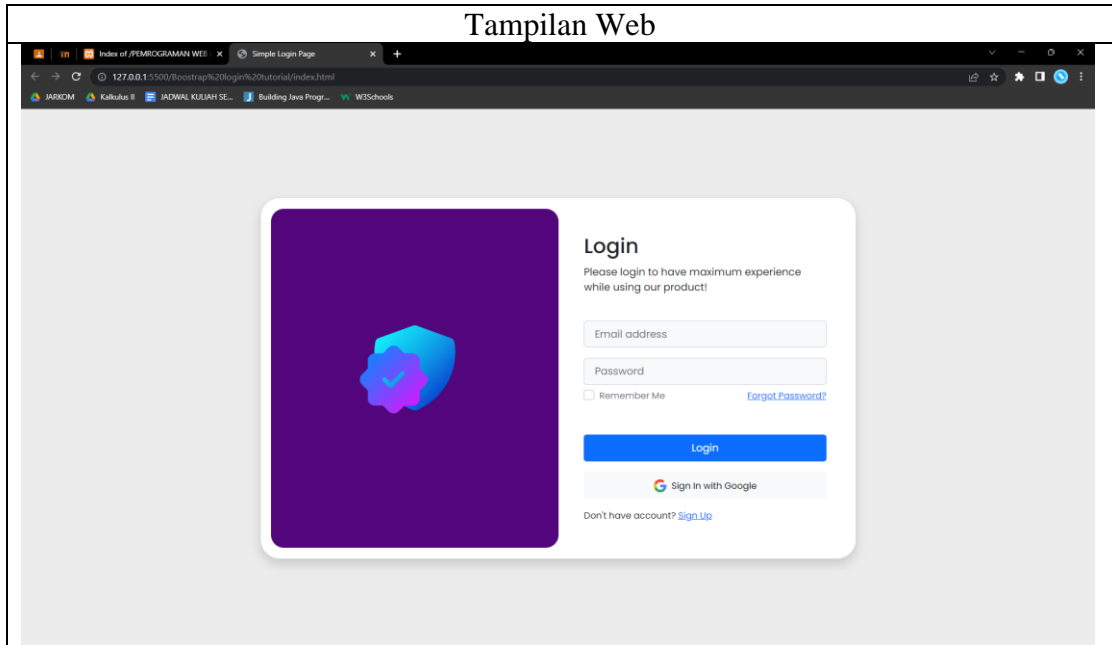 Tampilan Web
Index of /PEMROGRAMAN WEB
Simple Login Page
127.0.0.1:5500/Boostrap%20login%20tutorial/index.html
JARKOM Kalkulus II JADWAL KULIAH SE... Building Java Progr... W3Schools
Login
Please login to have maximum experience
while using our product!
Email address
Password
Remember Me Forgot Password?
Login
Sign In with Google
Don't have account? Sign Up